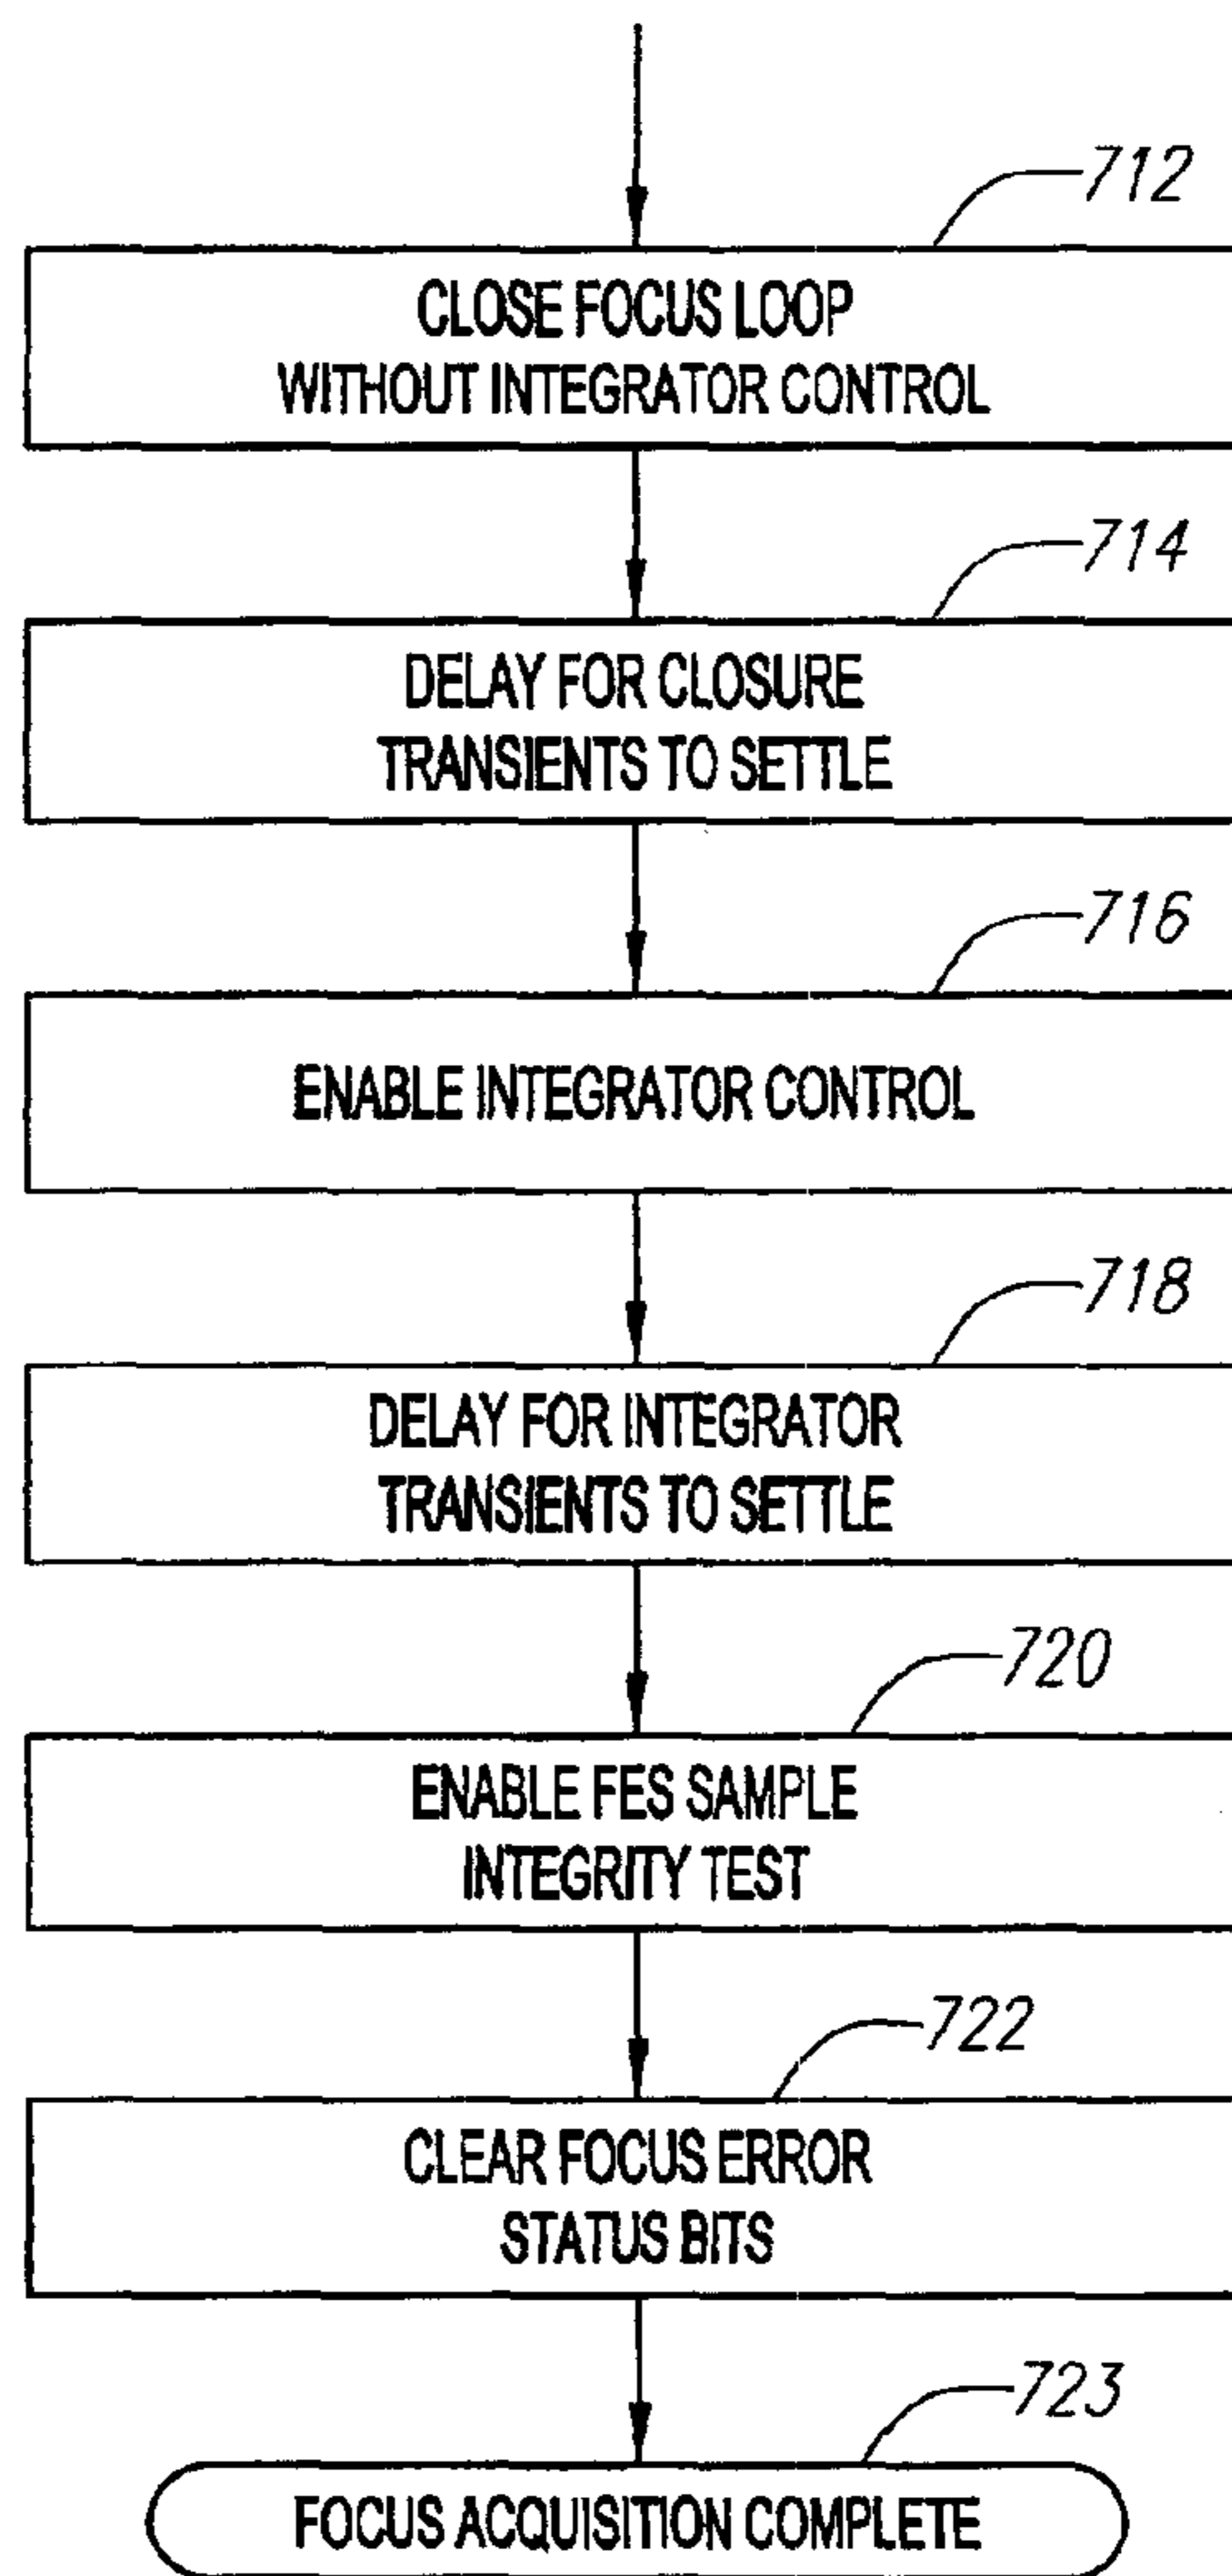 712
CLOSE FOCUS LOOP
WITHOUT INTEGRATOR CONTROL
714
DELAY FOR CLOSURE
TRANSIENTS TO SETTLE
716
ENABLE INTEGRATOR CONTROL
718
DELAY FOR INTEGRATOR
TRANSIENTS TO SETTLE
720
ENABLE FES SAMPLE
INTEGRITY TEST
722
CLEAR FOCUS ERROR
STATUS BITS
723
FOCUS ACQUISITION COMPLETE